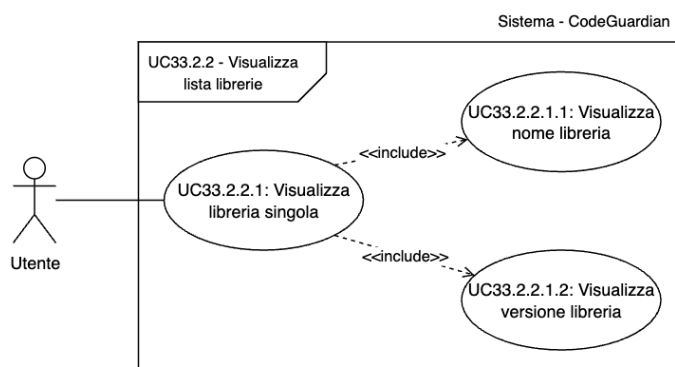 Sistema - CodeGuardian
UC33.2.2 - Visualizza
lista librerie
UC33.2.2.1.1: Visualizza
nome libreria
<<include>>
UC33.2.2.1: Visualizza
libreria singola
Utente
<<include>>
UC33.2.2.1.2: Visualizza
versione libreria